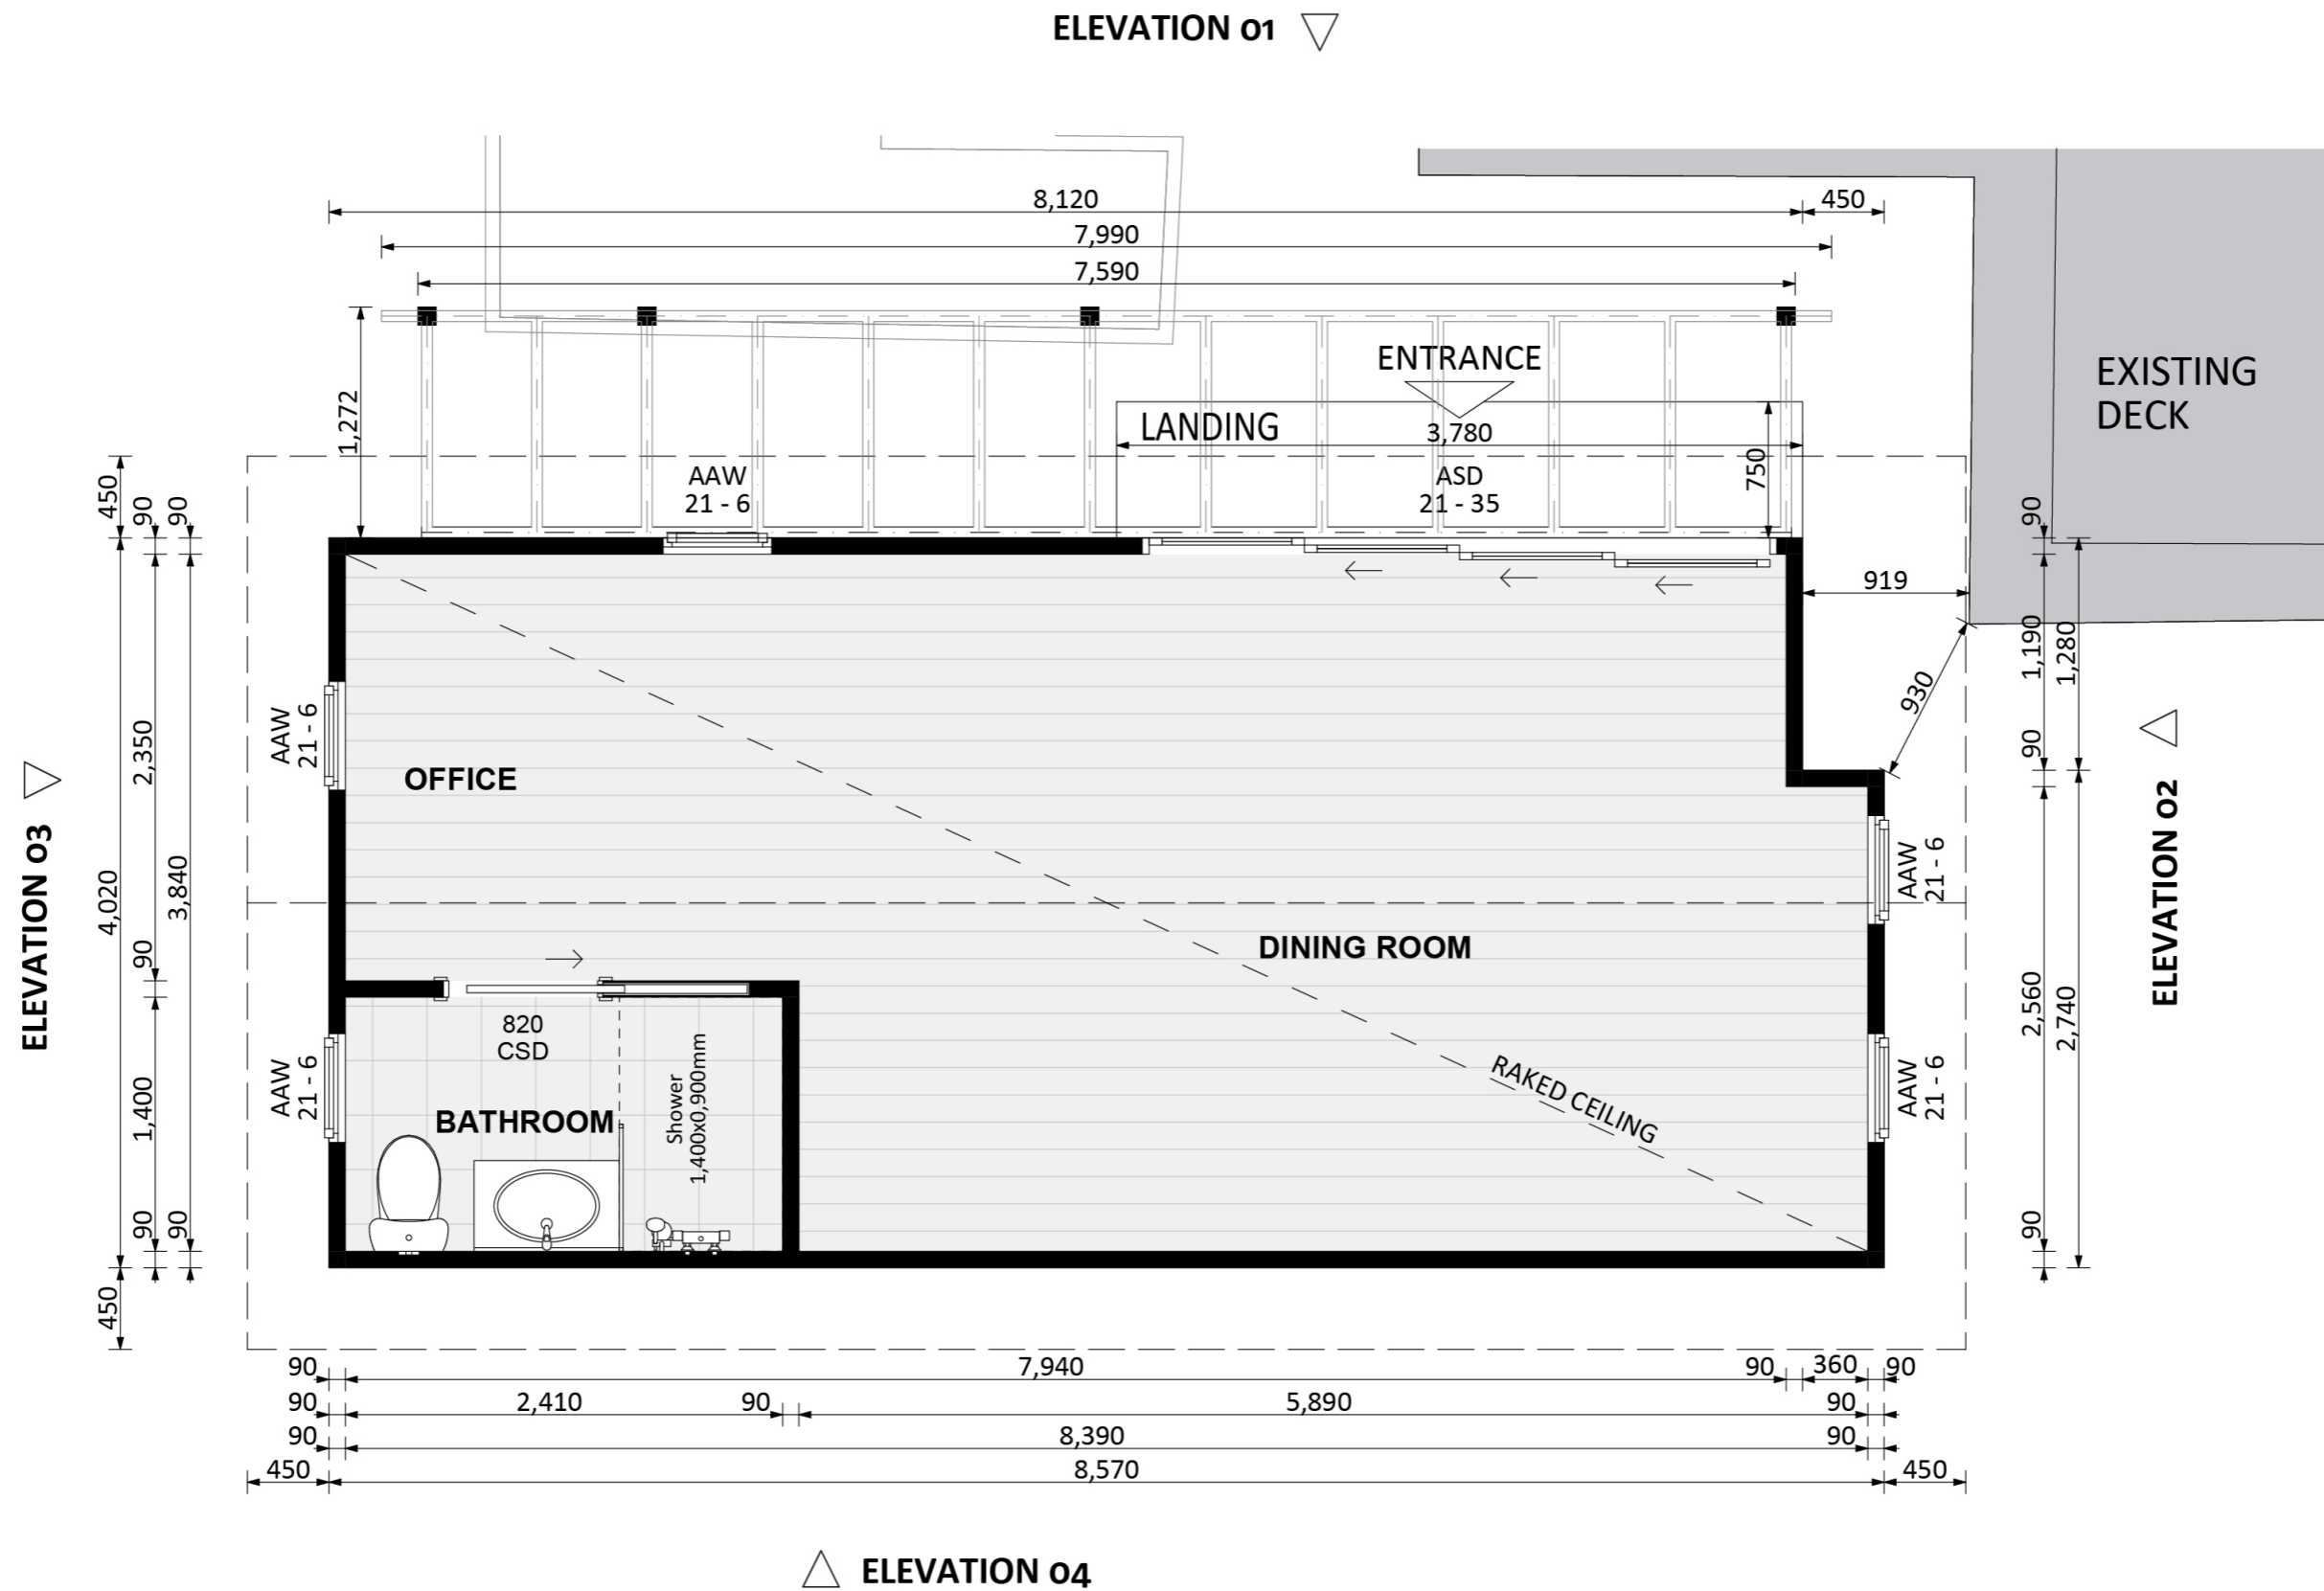 ELEVATION 01
8,120
450
7,990
7,590
1,272
ENTRANCE
LANDING
3,780
750
AAW
21 - 6
ASD
21 - 35
EXISTING
DECK
450
90
90
90
919
1,190
1,280
930
90
AAW
21 - 6
2,350
OFFICE
ELEVATION 03
4,020
3,840
90
AAW
21 - 6
ELEVATION 02
DINING ROOM
2,560
2,740
820
CSD
BATHROOM
Shower
1,400x0,900mm
AAW
21 - 6
1,400
RAKED CEILING
AAW
21 - 6
90
90
90
450
90
7,940
90
360
90
90
2,410
90
5,890
90
90
8,390
90
450
8,570
450
ELEVATION 04